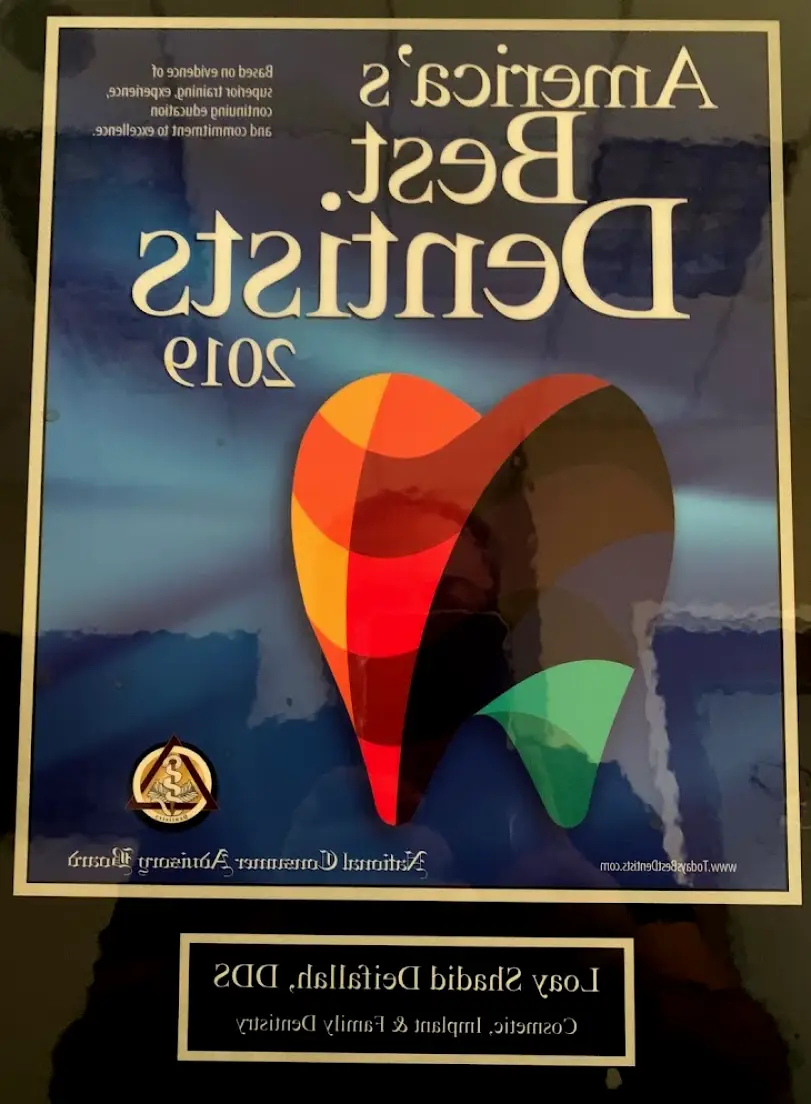 America's
Best
Dentists
2019
Based on evidence of
superior training, experience,
continuing education
and commitment to excellence.
www.TodaysBestDentists.com
National Consumer Advisory Board
Loay Shadid Deifallah, DDS
Cosmetic, Implant & Family Dentistry